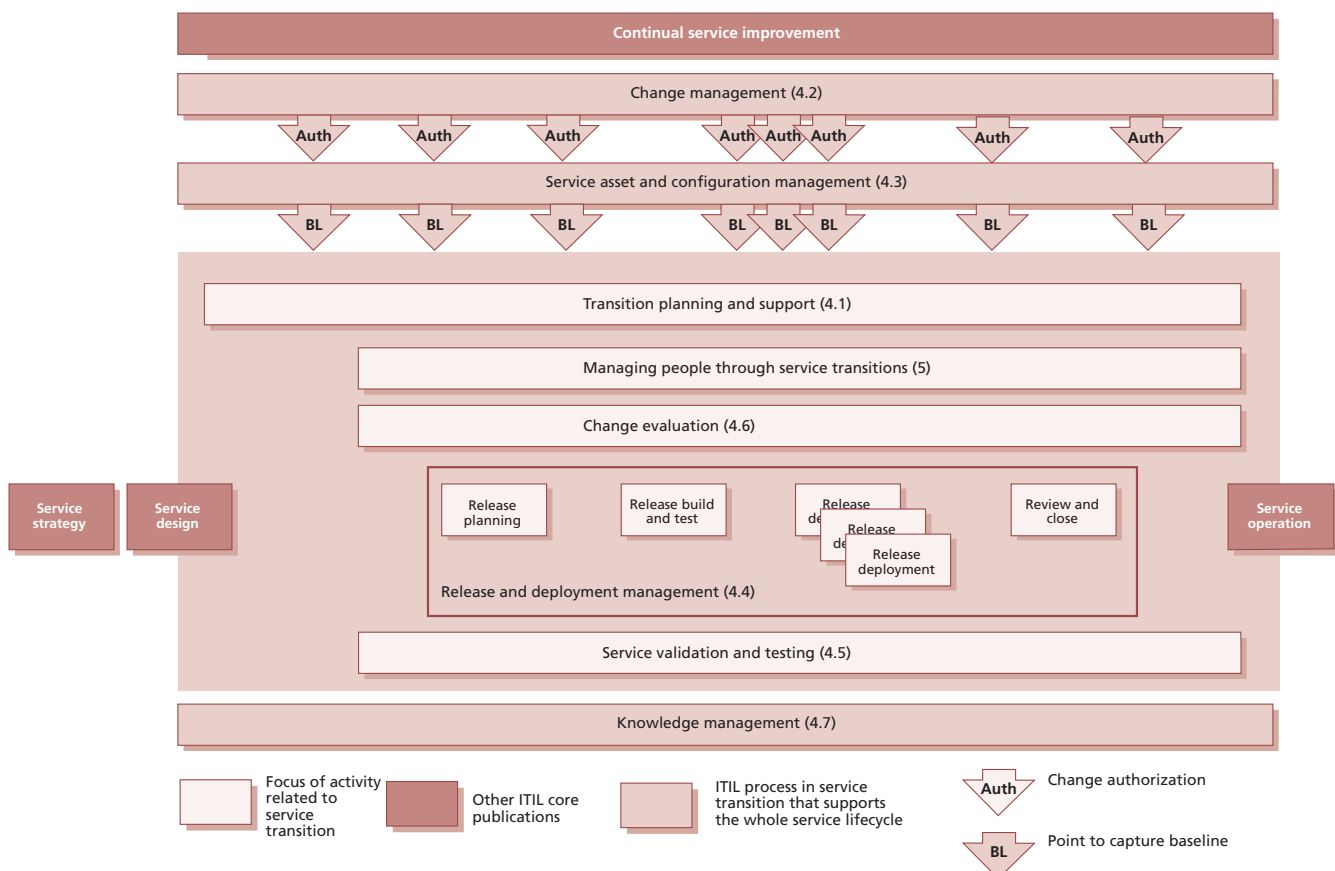 Continual service improvement
Change management (4.2)
Auth Auth Auth Auth Auth Auth Auth Auth
Service asset and configuration management (4.3)
BL BL BL BL BL BL BL BL
Transition planning and support (4.1)
Managing people through service transitions (5)
Change evaluation (4.6)
Service
strategy
Service
design
Release
planning
Release build
and test
Release
de
Release
de
Release
deployment
Review and
close
Service
operation
Release and deployment management (4.4)
Service validation and testing (4.5)
Knowledge management (4.7)
Focus of activity
related to
service
transition
Other ITIL core
publications
ITIL process in service
transition that supports
the whole service lifecycle
Auth
Change authorization
BL
Point to capture baseline